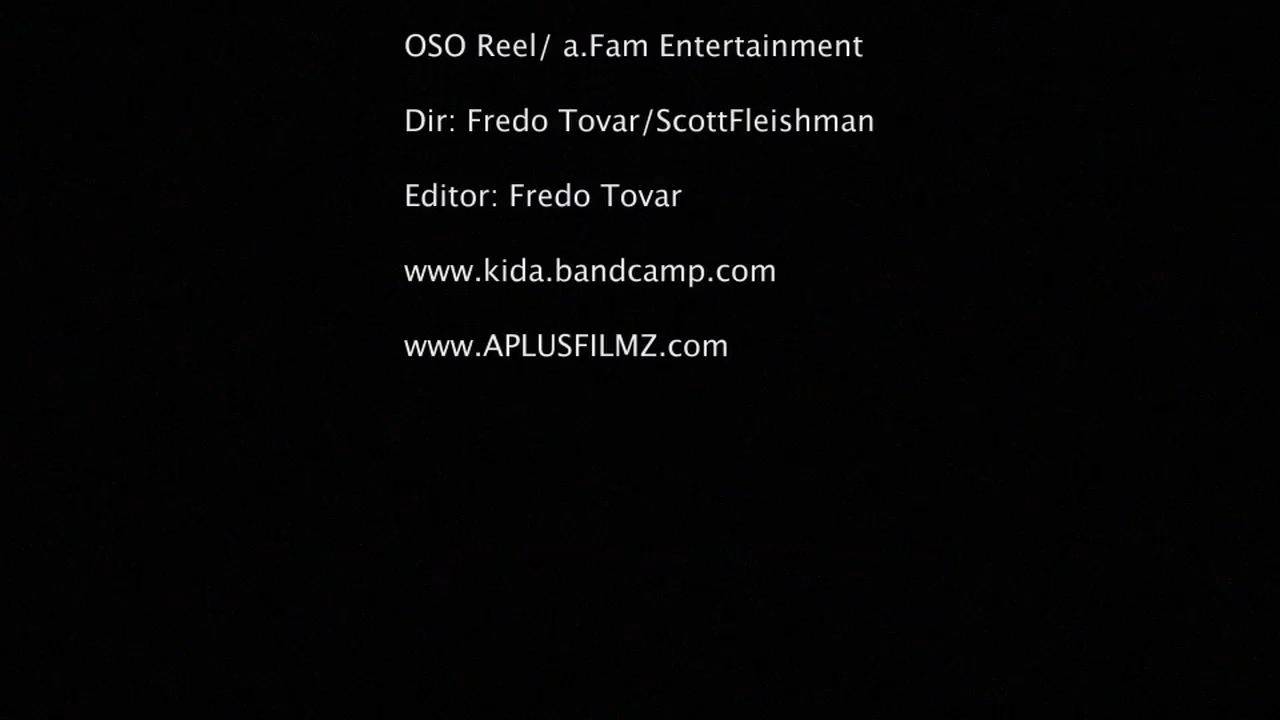 OSO Reel/ a.Fam Entertainment
Dir: Fredo Tovar/ScottFleishman
Editor: Fredo Tovar
www.kida.bandcamp.com
www.APLUSFILMZ.com